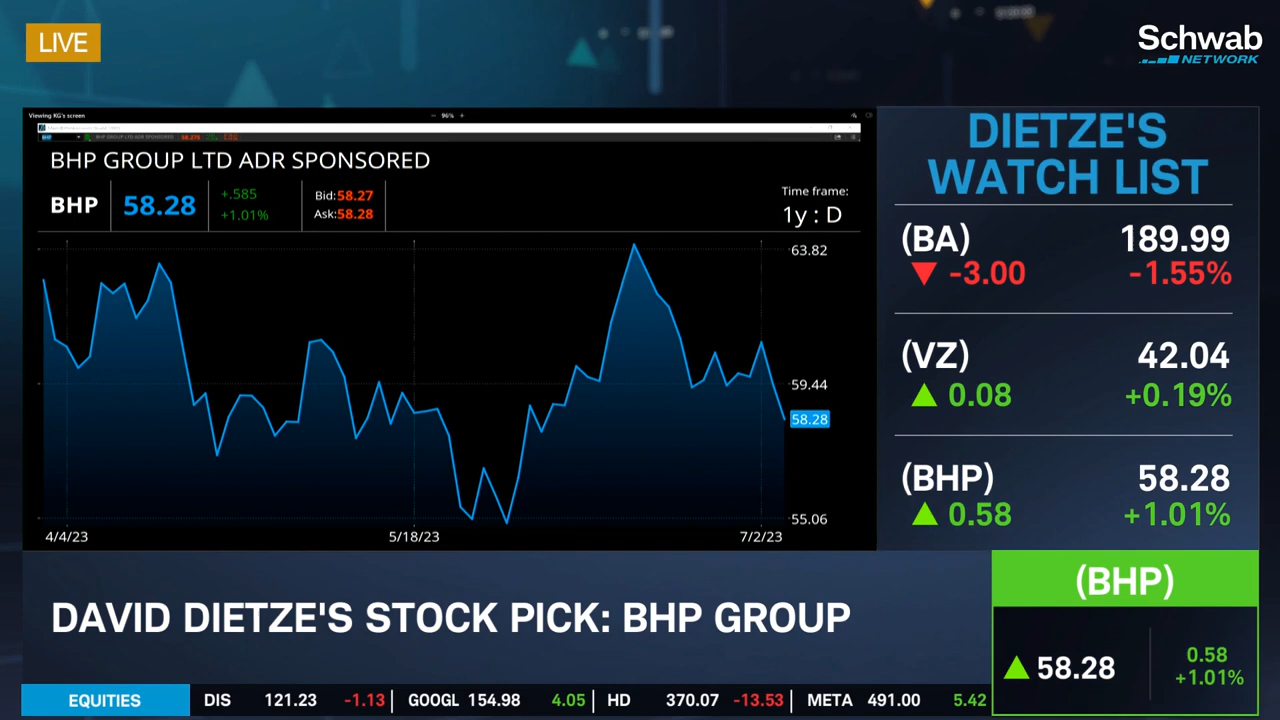 LIVE
Schwab
NETWORK
Viewing KG's screen
96%
BHP GROUP LTD ADR SPONSORED
BHP
58.28
+.585
+1.01%
Bid:58.27
Ask:58.28
Time frame:
1y : D
63.82
59.44
58.28
55.06
4/4/23
5/18/23
7/2/23
DIETZE'S
WATCH LIST
(BA) 189.99
▼ -3.00 -1.55%
(VZ) 42.04
▲ 0.08 +0.19%
(BHP) 58.28
▲ 0.58 +1.01%
DAVID DIETZE'S STOCK PICK: BHP GROUP
(BHP)
▲ 58.28
0.58
+1.01%
EQUITIES DIS 121.23 -1.13 GOOGL 154.98 4.05 HD 370.07 -13.53 META 491.00 5.42